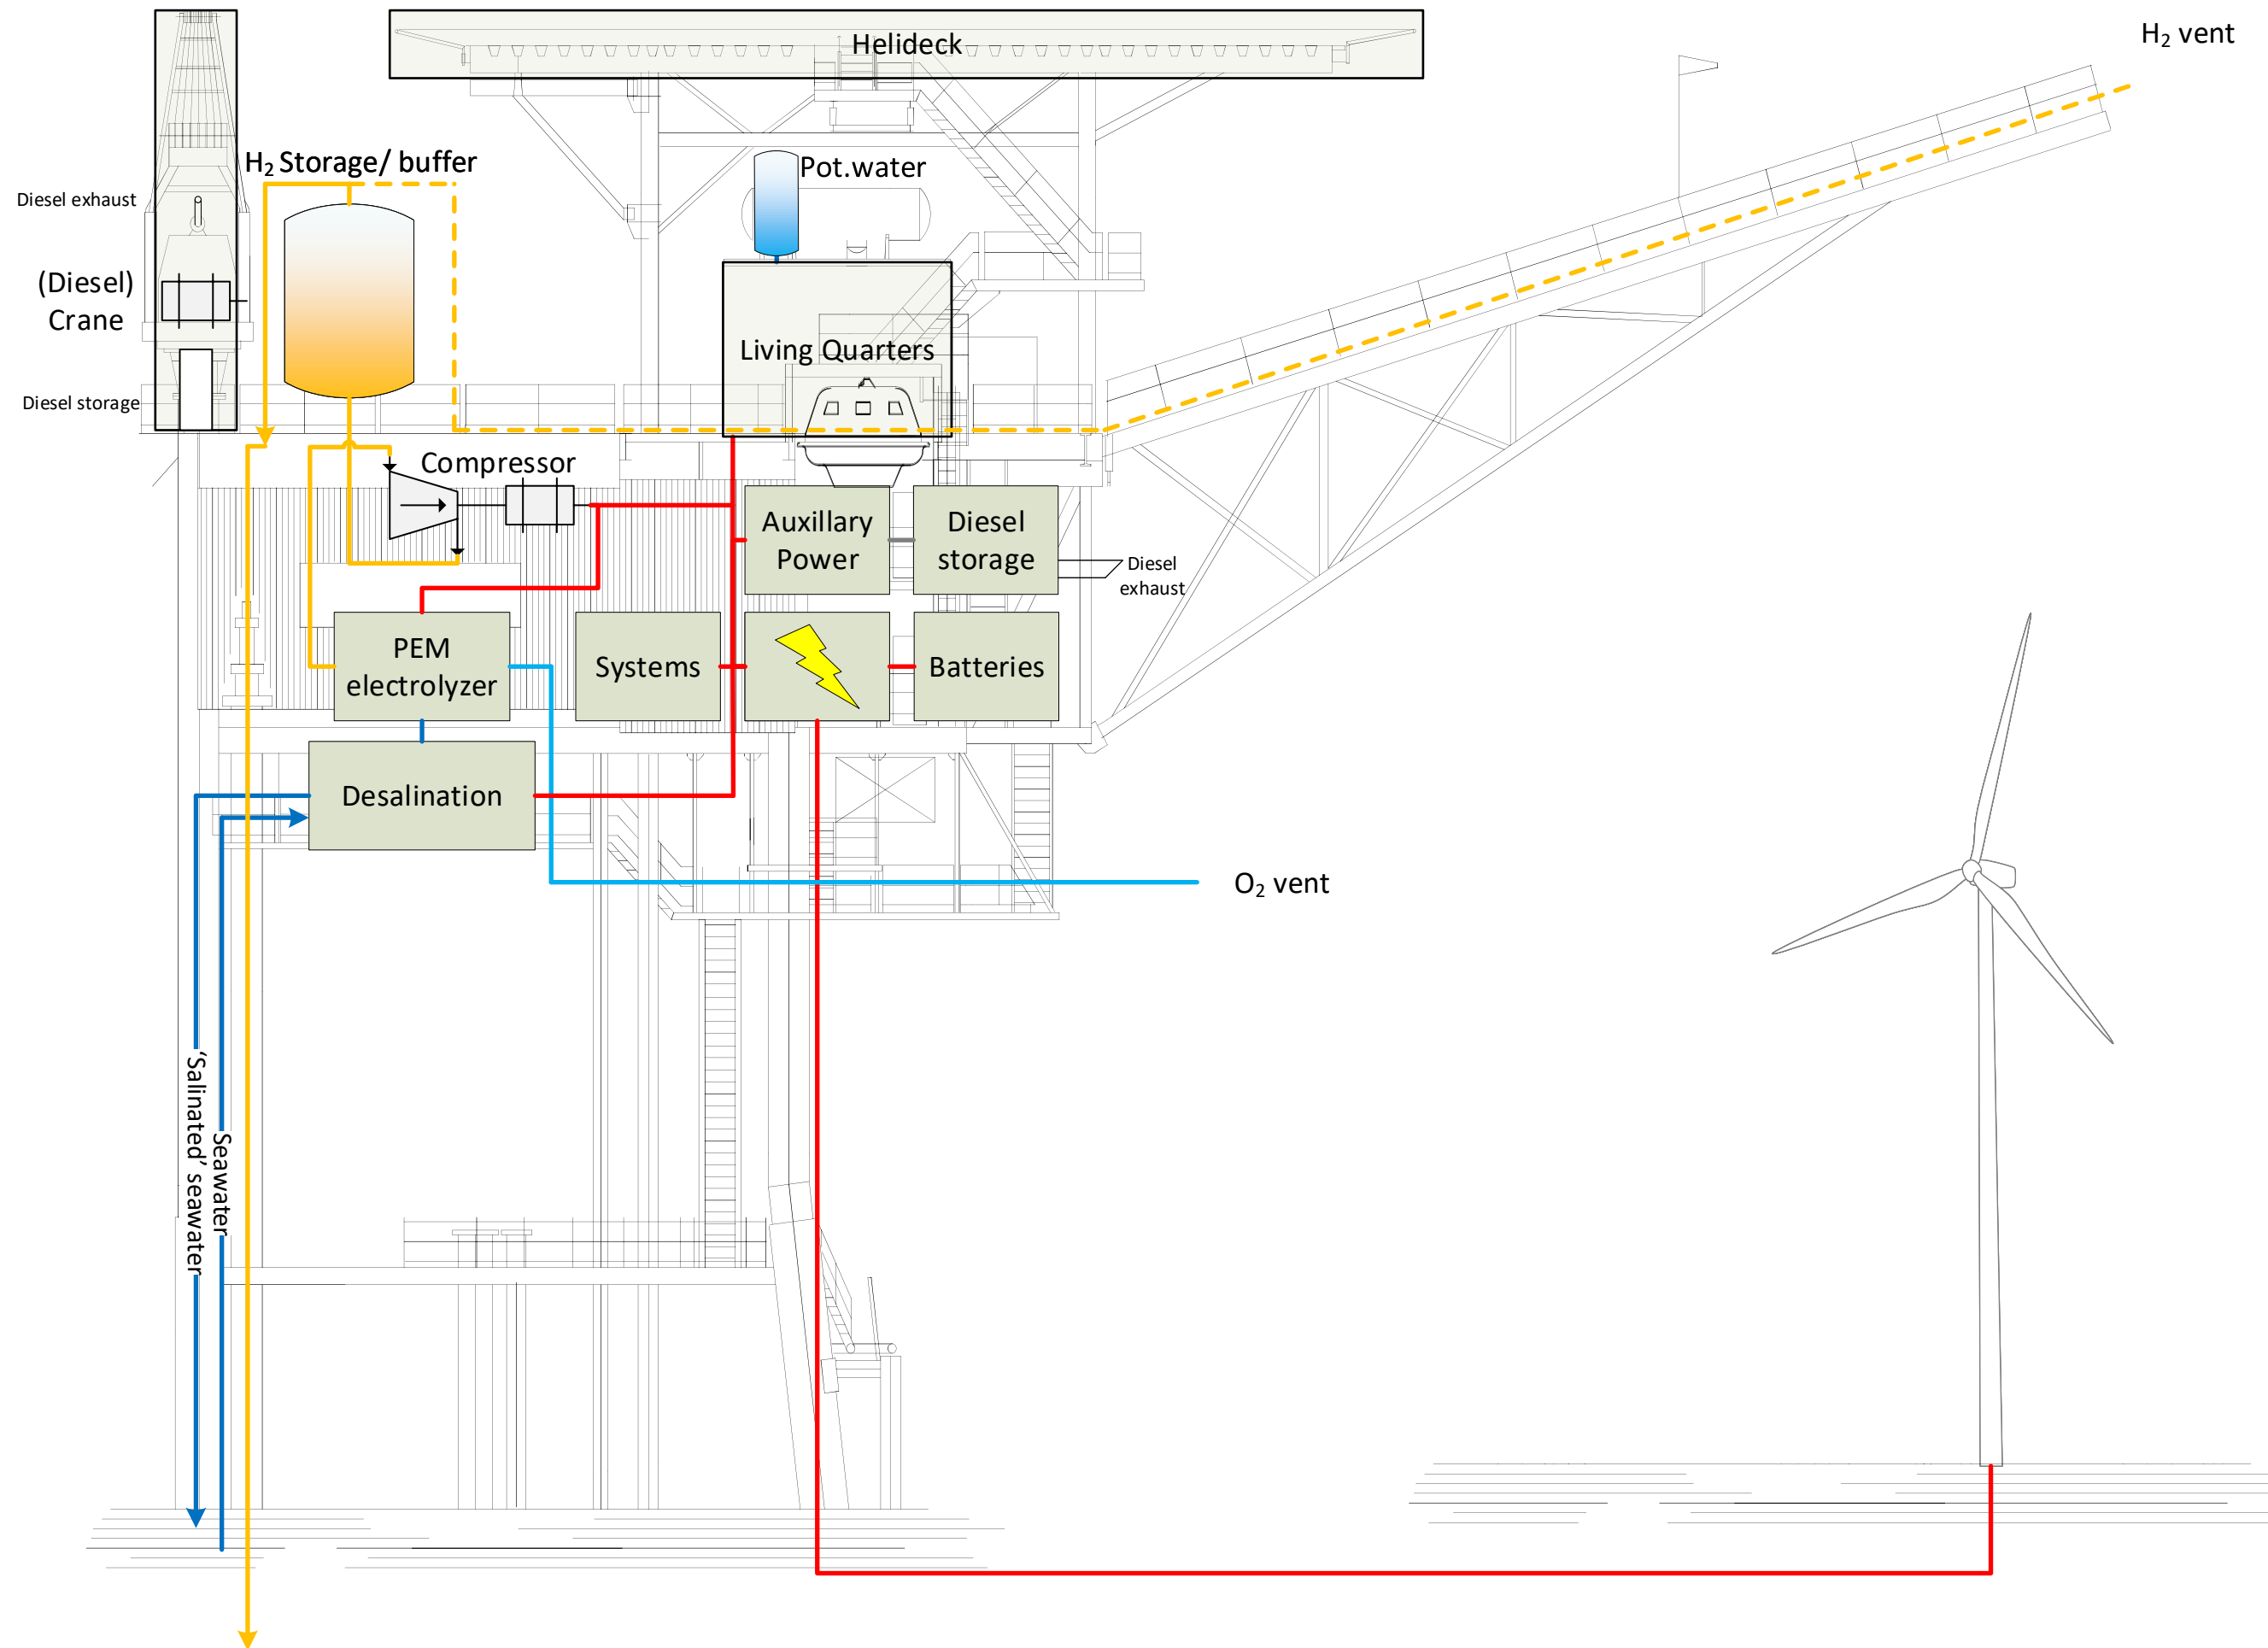 Helideck
H₂ vent
H₂ Storage/ buffer
Pot.water
Diesel exhaust
(Diesel)
Crane
Living Quarters
Diesel storage
Compressor
Auxillary
Power
Diesel
storage
Diesel
exhaust
PEM
electrolyzer
Systems
Batteries
Desalination
O₂ vent
'Salinated' seawater
Seawater